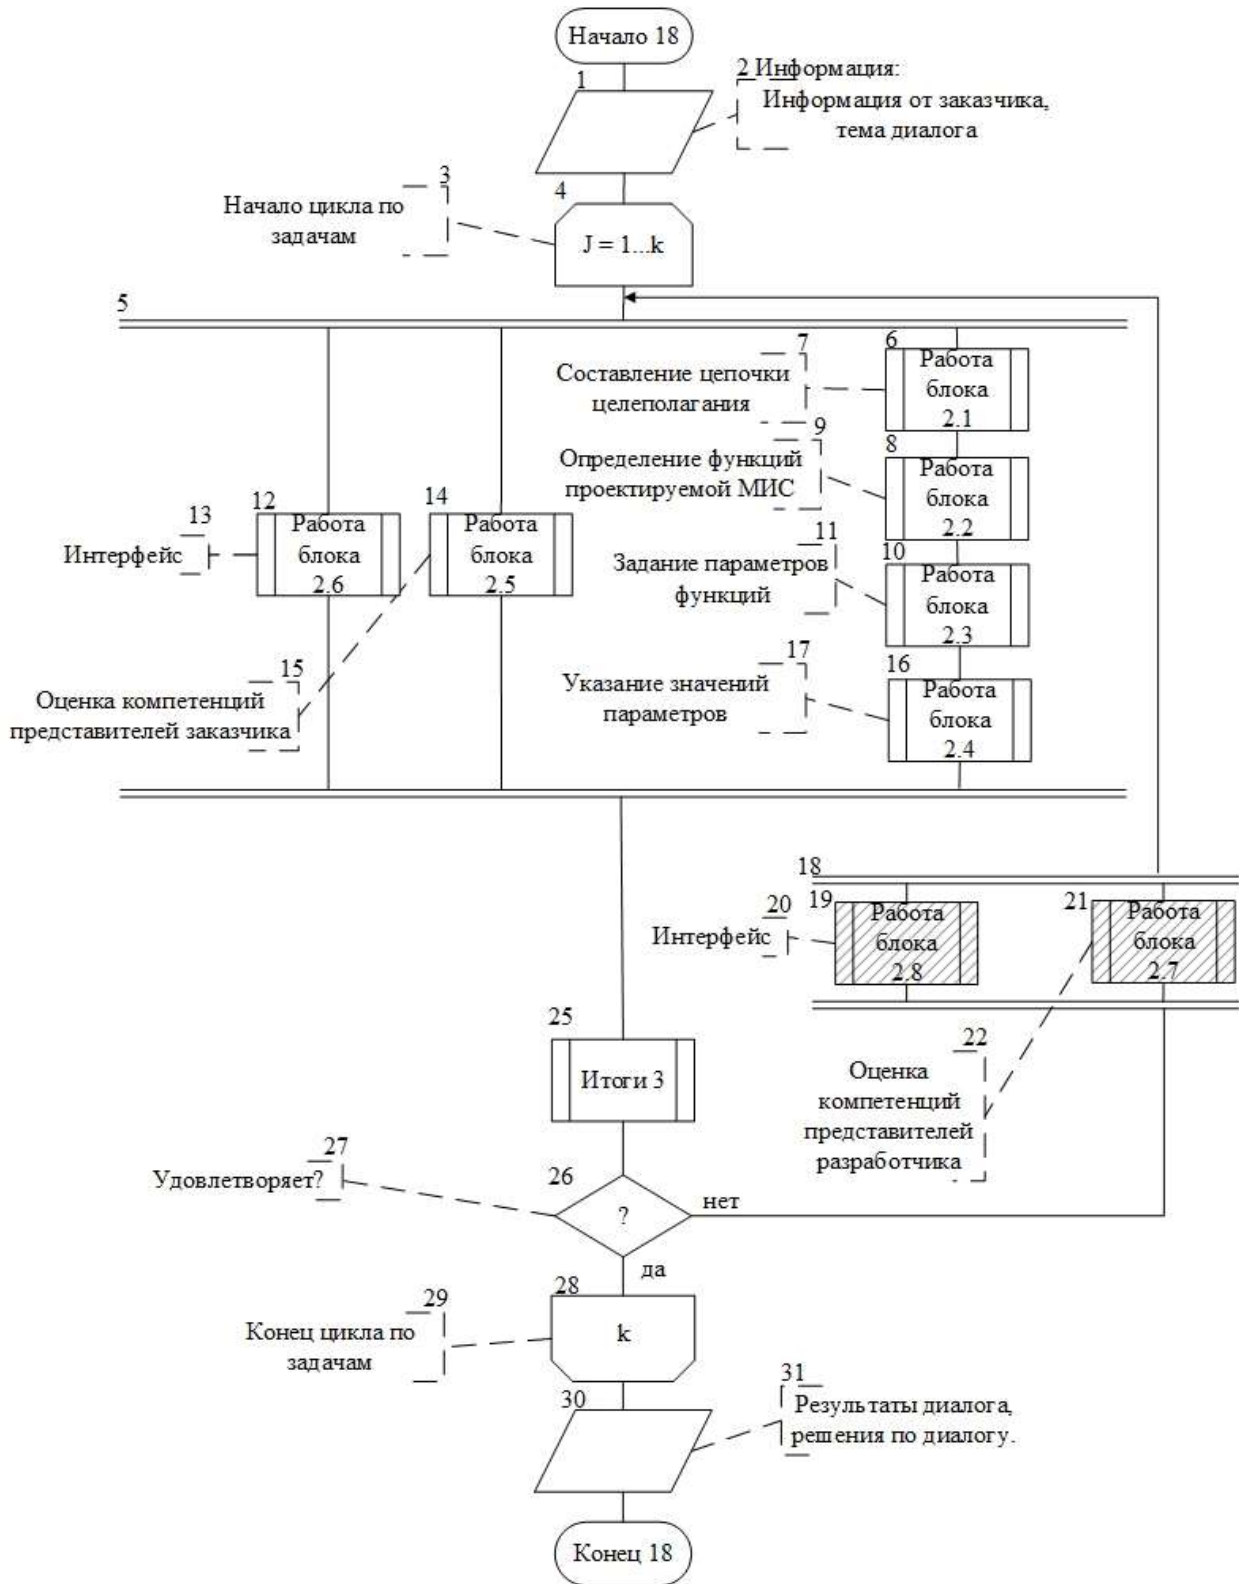 Начало 18
1
2 Информация:
Информация от заказчика,
тема диалога
3
4
Начало цикла по
задачам
J = 1...k
5
6
7
Работа
блока
2.1
Составление цепочки
целеполагания
8
9
Работа
блока
2.2
Определение функций
проектируемой МИС
10
11
Работа
блока
2.3
Задание параметров
функций
12
13
Работа
блока
2.6
Интерфейс
14
Работа
блока
2.5
15
Оценка компетенций
представителей заказчика
16
17
Работа
блока
2.4
Указание значений
параметров
18
19
20
Работа
блока
2.8
Интерфейс
21
Работа
блока
2.7
22
Оценка
компетенций
представителей
разработчика
25
Итоги 3
26
27
Удовлетворяет?
?
нет
да
28
29
Конец цикла по
задачам
k
30
31
Результаты диалога,
решения по диалогу.
Конец 18